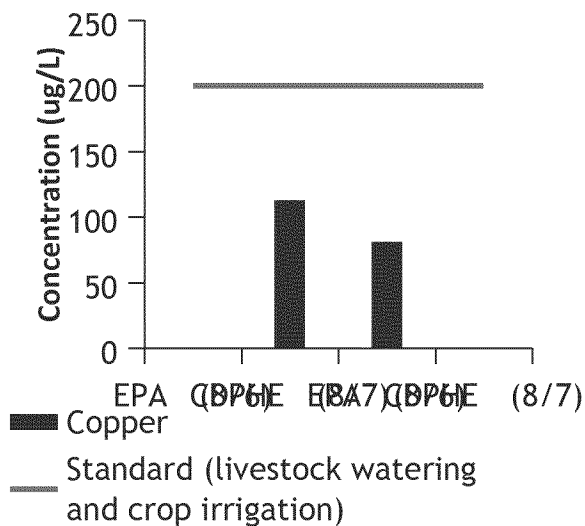 Concentration (ug/L)
250
200
150
100
50
0
EPA (8/7)
Copper
Standard (livestock watering
and crop irrigation)